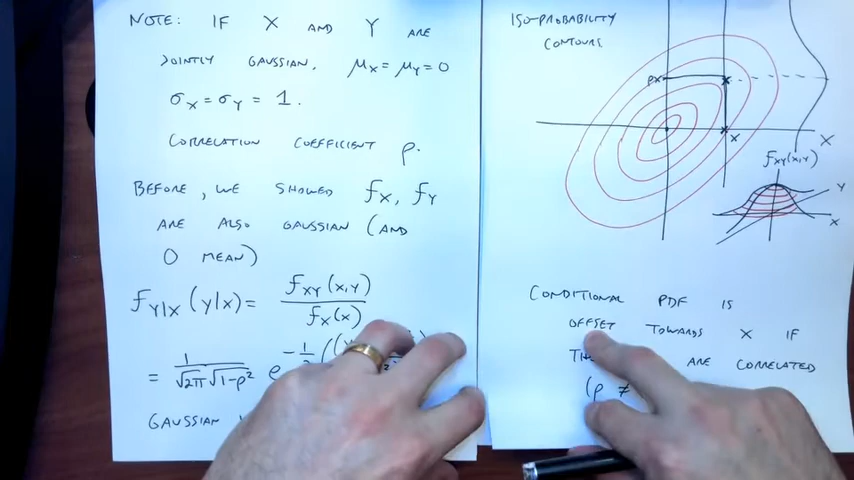 NOTE: IF X AND Y ARE
JOINTLY GAUSSIAN, μX = μY = 0
σX = σY = 1.
CORRELATION COEFFICIENT ρ.
BEFORE, WE SHOWED fX, fY
ARE ALSO GAUSSIAN (AND
0 MEAN)
fY|X (y|x) = fXY(x,y) / fX(x)
= 1 / √2π √1-ρ² e -1/2 (
GAUSSIAN
ISO-PROBABILITY
CONTOURS
ρx
x
X
fXY(x,y)
Y
X
CONDITIONAL PDF IS
OFFSET TOWARDS X IF
ARE CORRELATED
(ρ ≠